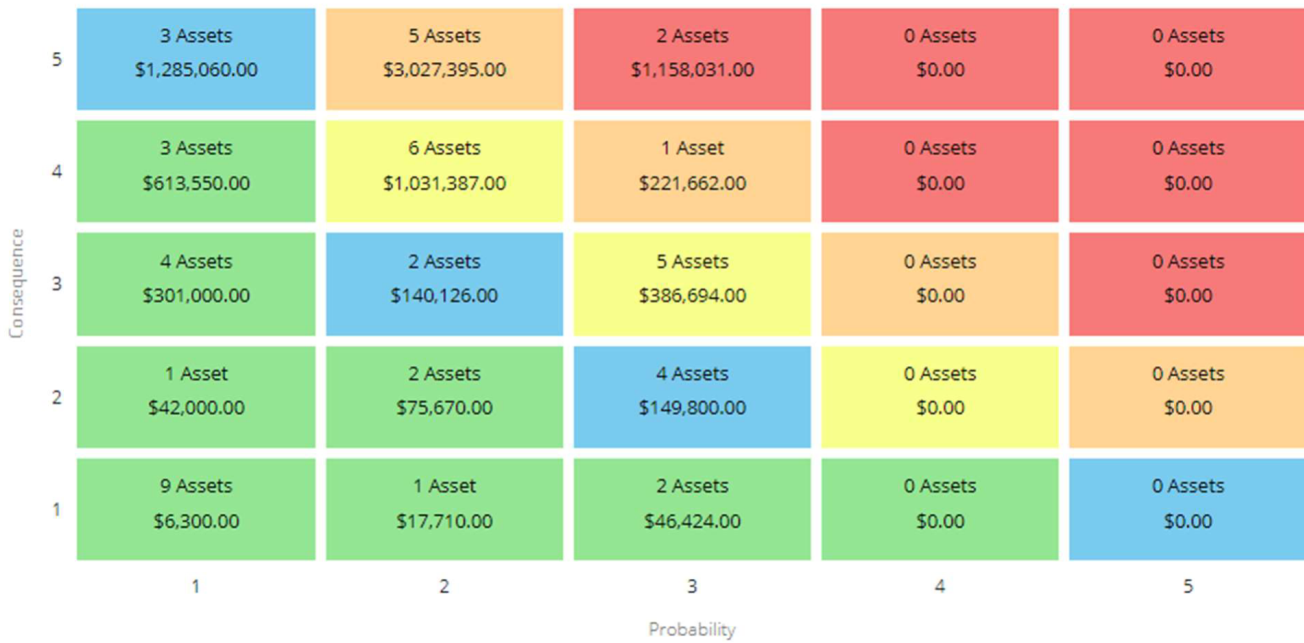 3 Assets
$1,285,060.00
5 Assets
$3,027,395.00
2 Assets
$1,158,031.00
0 Assets
$0.00
0 Assets
$0.00
5
3 Assets
$613,550.00
6 Assets
$1,031,387.00
1 Asset
$221,662.00
0 Assets
$0.00
0 Assets
$0.00
4
Consequence
4 Assets
$301,000.00
2 Assets
$140,126.00
5 Assets
$386,694.00
0 Assets
$0.00
0 Assets
$0.00
3
1 Asset
$42,000.00
2 Assets
$75,670.00
4 Assets
$149,800.00
0 Assets
$0.00
0 Assets
$0.00
2
9 Assets
$6,300.00
1 Asset
$17,710.00
2 Assets
$46,424.00
0 Assets
$0.00
0 Assets
$0.00
1
1
2
3
4
5
Probability